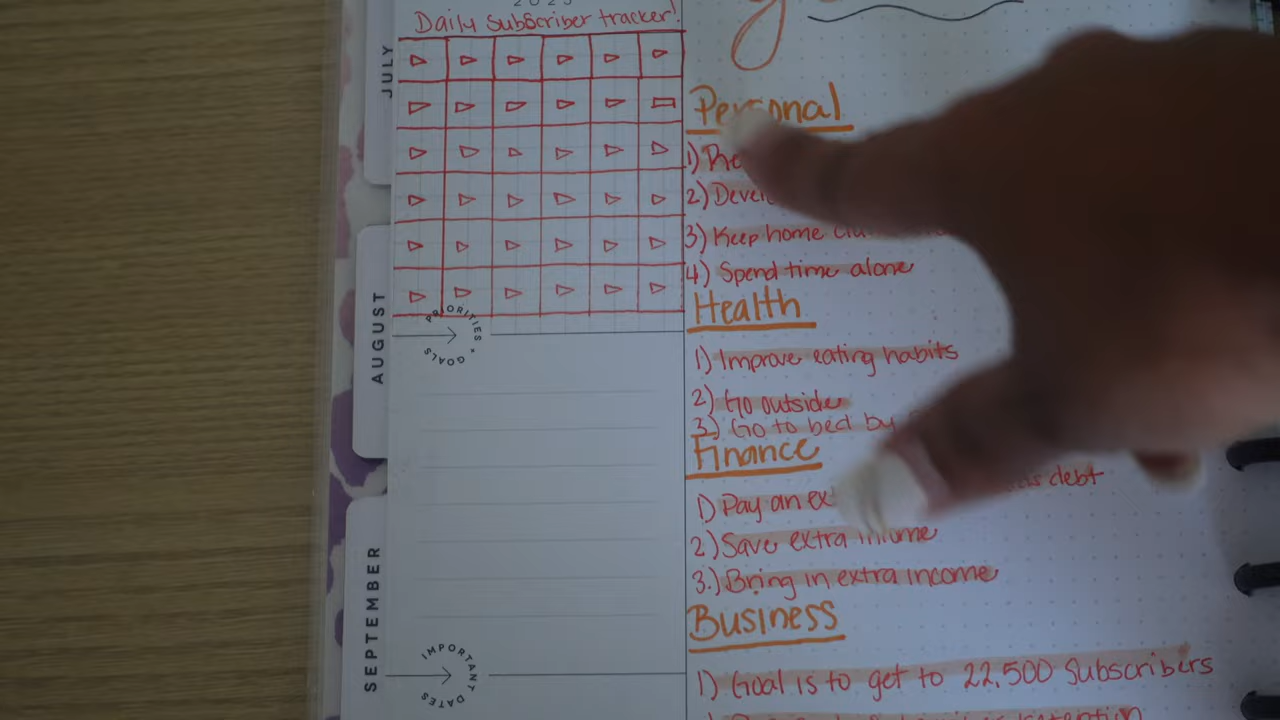 2025
Daily Subscriber tracker!
JULY
AUGUST
SEPTEMBER
PRIORITIES + GOALS
IMPORTANT DATES
Personal
1)
2)
3) Keep home
4) Spend time alone
Health
1) Improve eating habits
2) Go outside
3) Go to bed by
Finance
1) Pay an debt
2.) Save extra income
3.) Bring in extra income
Business
1) Goal is to get to 22,500 Subscribers